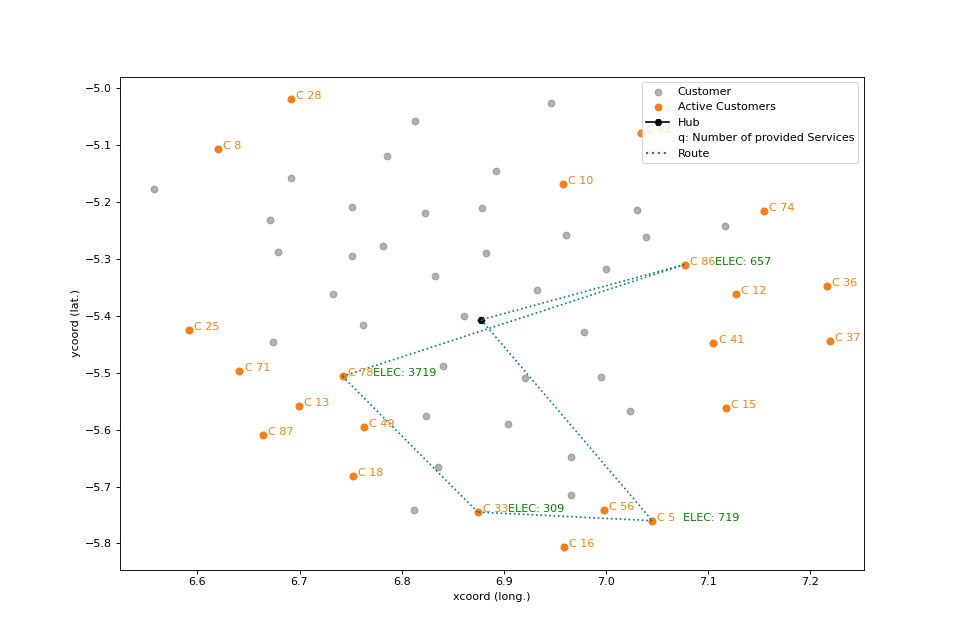 C 28
C 8
C 61
C 10
C 74
C 86
ELEC: 657
C 36
C 12
C 25
C 41
C 37
C 71
C 78
ELEC: 3719
C 13
C 15
C 49
C 87
C 18
C 33
ELEC: 309
C 56
C 5
ELEC: 719
C 16
Customer
Active Customers
Hub
q: Number of provided Services
Route
−5.0
−5.1
−5.2
−5.3
−5.4
−5.5
−5.6
−5.7
−5.8
ycoord (lat.)
6.6
6.7
6.8
6.9
7.0
7.1
7.2
xcoord (long.)